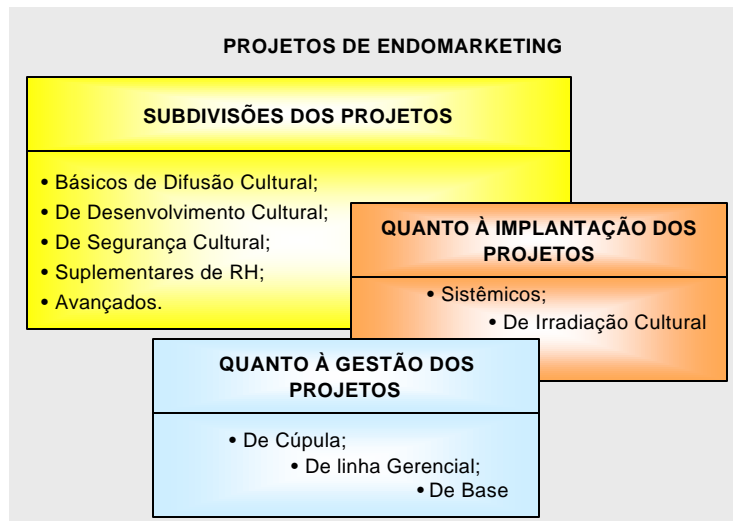 PROJETOS DE ENDOMARKETING
SUBDIVISÕES DOS PROJETOS
• Básicos de Difusão Cultural;
• De Desenvolvimento Cultural;
• De Segurança Cultural;
• Suplementares de RH;
• Avançados.
QUANTO À IMPLANTAÇÃO DOS
PROJETOS
• Sistêmicos;
• De Irradiação Cultural
QUANTO À GESTÃO DOS
PROJETOS
• De Cúpula;
• De linha Gerencial;
• De Base